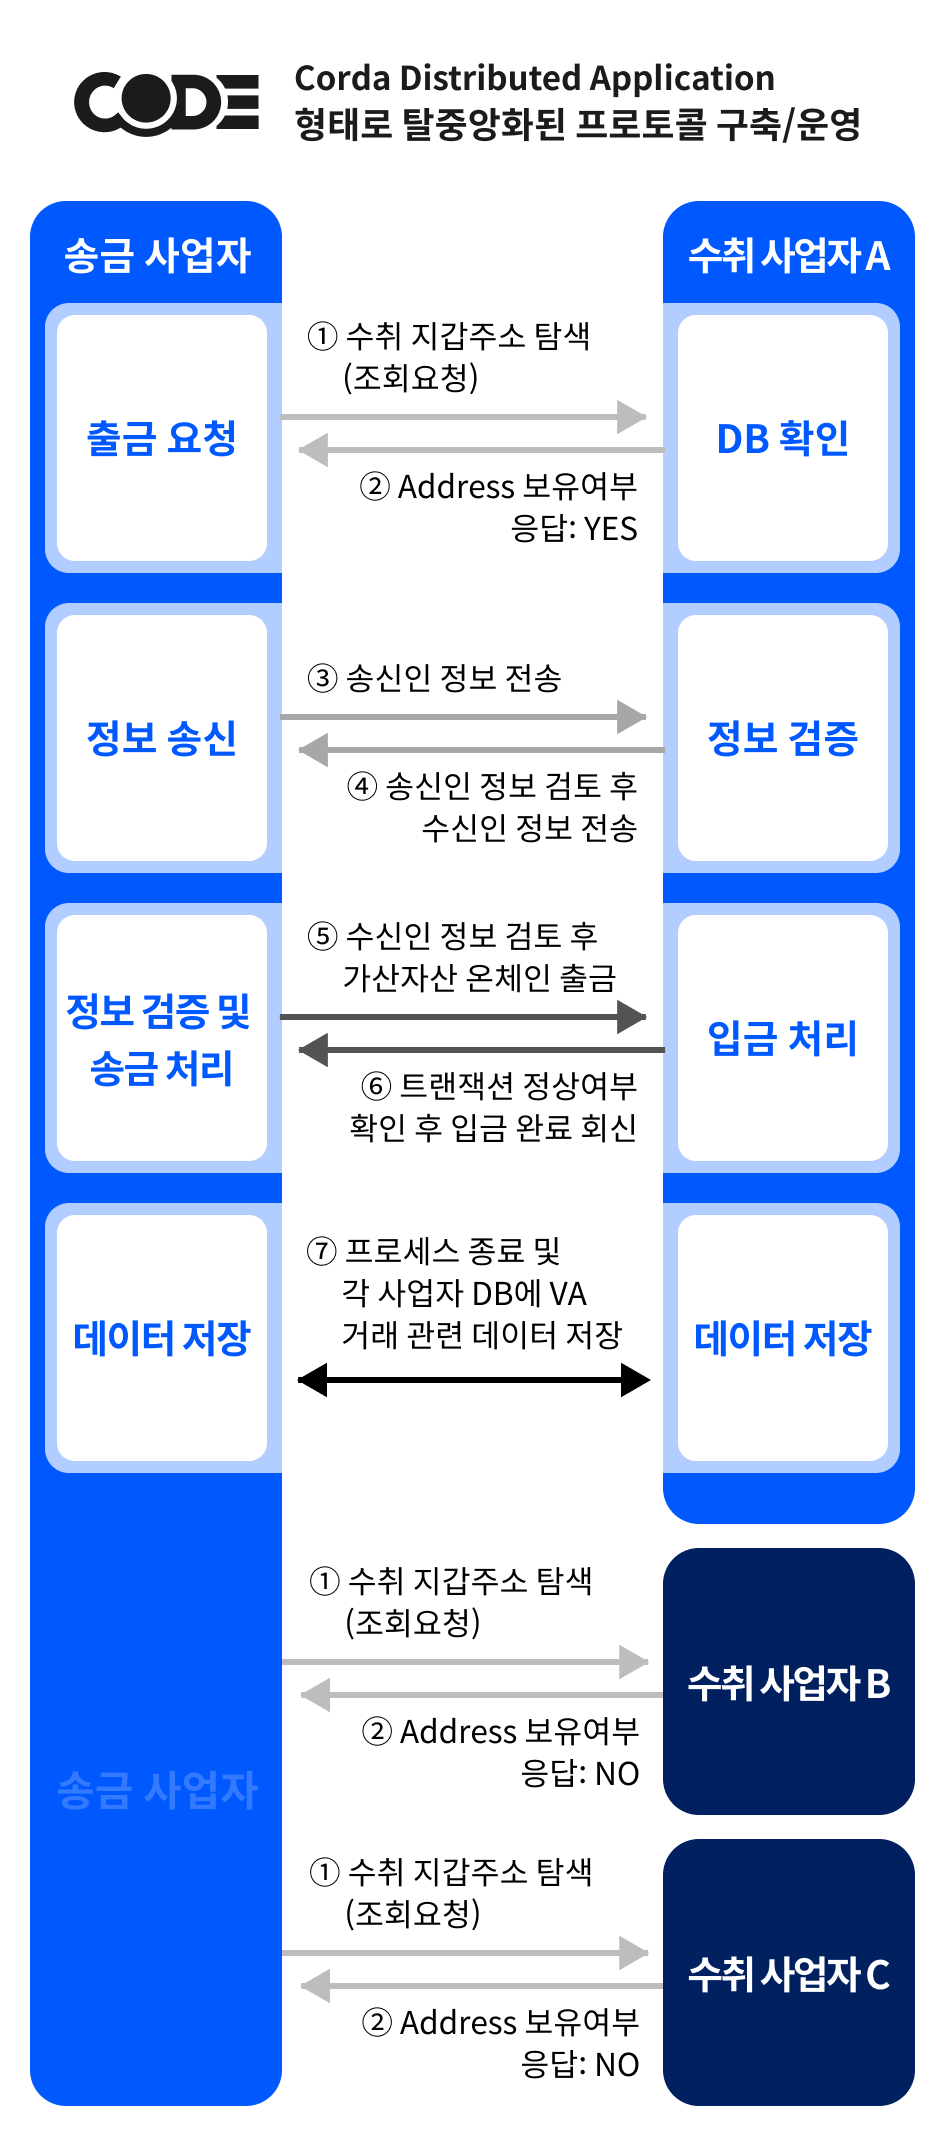 CODE
Corda Distributed Application
형태로 탈중앙화된 프로토콜 구축/운영
송금 사업자
수취 사업자 A
출금 요청
① 수취 지갑주소 탐색
(조회요청)
② Address 보유여부
응답: YES
DB 확인
정보 송신
③ 송신인 정보 전송
④ 송신인 정보 검토 후
수신인 정보 전송
정보 검증
정보 검증 및
송금 처리
⑤ 수신인 정보 검토 후
가산자산 온체인 출금
⑥ 트랜잭션 정상여부
확인 후 입금 완료 회신
입금 처리
데이터 저장
⑦ 프로세스 종료 및
각 사업자 DB에 VA
거래 관련 데이터 저장
데이터 저장
① 수취 지갑주소 탐색
(조회요청)
② Address 보유여부
응답: NO
수취 사업자 B
송금 사업자
① 수취 지갑주소 탐색
(조회요청)
② Address 보유여부
응답: NO
수취 사업자 C